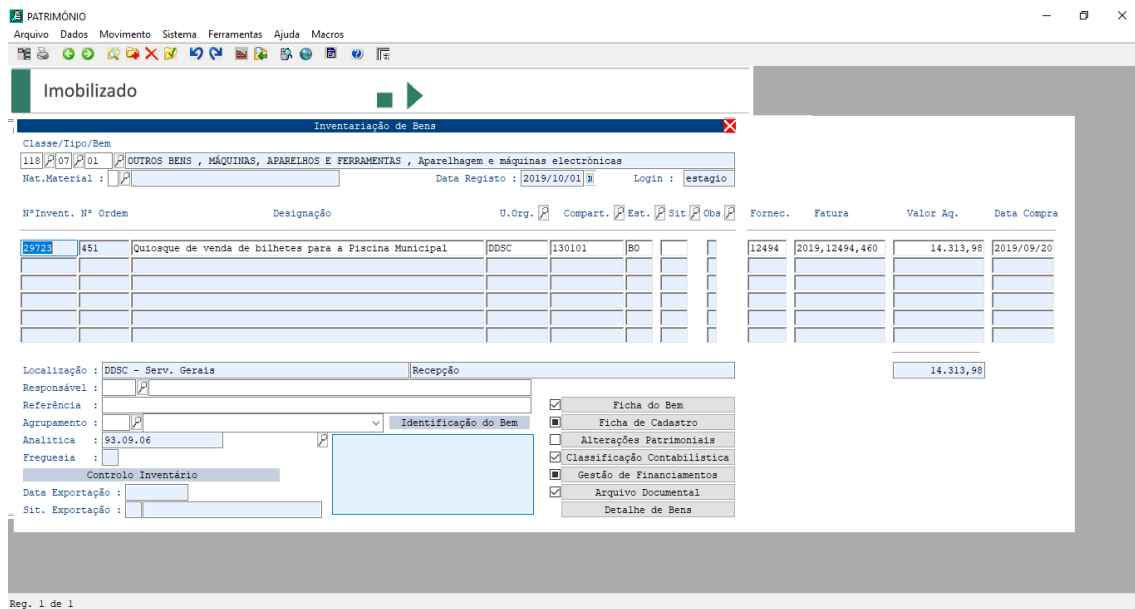 PATRIMÓNIO
Arquivo Dados Movimento Sistema Ferramentas Ajuda Macros
Imobilizado
Inventariação de Bens
Classe/Tipo/Bem
118 07 01 OUTROS BENS , MÁQUINAS, APARELHOS E FERRAMENTAS , Aparelhagem e máquinas electrónicas
Nat.Material : Data Registo : 2019/10/01 Login : estagio
NºInvent. Nº Ordem Designação U.Org. Compart. Est. Sit Obs Fornec. Fatura Valor Aq. Data Compra
29723 451 Quiosque de venda de bilhetes para a Piscina Municipal DDSC 130101 BO 12494 2019,12494,460 14.313,98 2019/09/20
Localização : DDSC - Serv. Gerais Recepção 14.313,98
Responsável :
Referência : Ficha do Bem
Agrupamento : Identificação do Bem Ficha de Cadastro
Analitica : 93.09.06 Alterações Patrimoniais
Freguesia : Classificação Contabilística
Controlo Inventário Gestão de Financiamentos
Data Exportação : Arquivo Documental
Sit. Exportação : Detalhe de Bens
Reg. 1 de 1